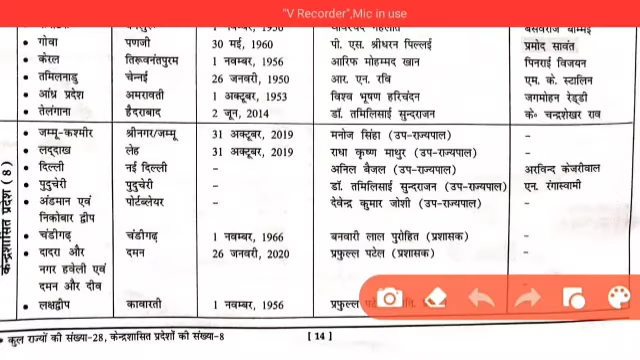 "V Recorder",Mic in use
• गोवा पणजी 30 मई, 1960 पी. एस. श्रीधरन पिल्लई प्रमोद सावंत
• केरल तिरूवनंतपुरम 1 नवम्बर, 1956 आरिफ मोहम्मद खान पिनराई विजयन
• तमिलनाडु चेन्नई 26 जनवरी, 1950 आर. एन. रवि एम. के. स्टालिन
• आंध्र प्रदेश अमरावती 1 अक्टूबर, 1953 विश्व भूषण हरिचंदन जगमोहन रेड्डी
• तेलंगाना हैदराबाद 2 जून, 2014 डॉ. तमिलिसाई सुन्दराजन के० चन्द्रशेखर राव
केन्द्रशासित प्रदेश (8)
• जम्मू-कश्मीर श्रीनगर/जम्मू 31 अक्टूबर, 2019 मनोज सिंहा (उप-राज्यपाल) -
• लद्दाख लेह 31 अक्टूबर, 2019 राधा कृष्ण माथुर (उप-राज्यपाल) -
• दिल्ली नई दिल्ली - अनिल बैजल (उप-राज्यपाल) अरविन्द केजरीवाल
• पुदुचेरी पुदुचेरी - डॉ. तमिलिसाई सुन्दराजन (उप-राज्यपाल) एन. रंगास्वामी
• अंडमान एवं पोर्टब्लेयर - देवेन्द्र कुमार जोशी (उप-राज्यपाल) -
निकोबार द्वीप
• चंडीगढ़ चंडीगढ़ 1 नवम्बर, 1966 बनवारी लाल पुरोहित (प्रशासक) -
• दादरा और दमन 26 जनवरी, 2020 प्रफुल्ल पटेल (प्रशासक) -
नगर हवेली एवं
दमन और दीव
• लक्षद्वीप कावारती 1 नवम्बर, 1956 प्रफुल्ल
• कुल राज्यों की संख्या-28, केन्द्रशासित प्रदेशों की संख्या-8 [ 14 ]